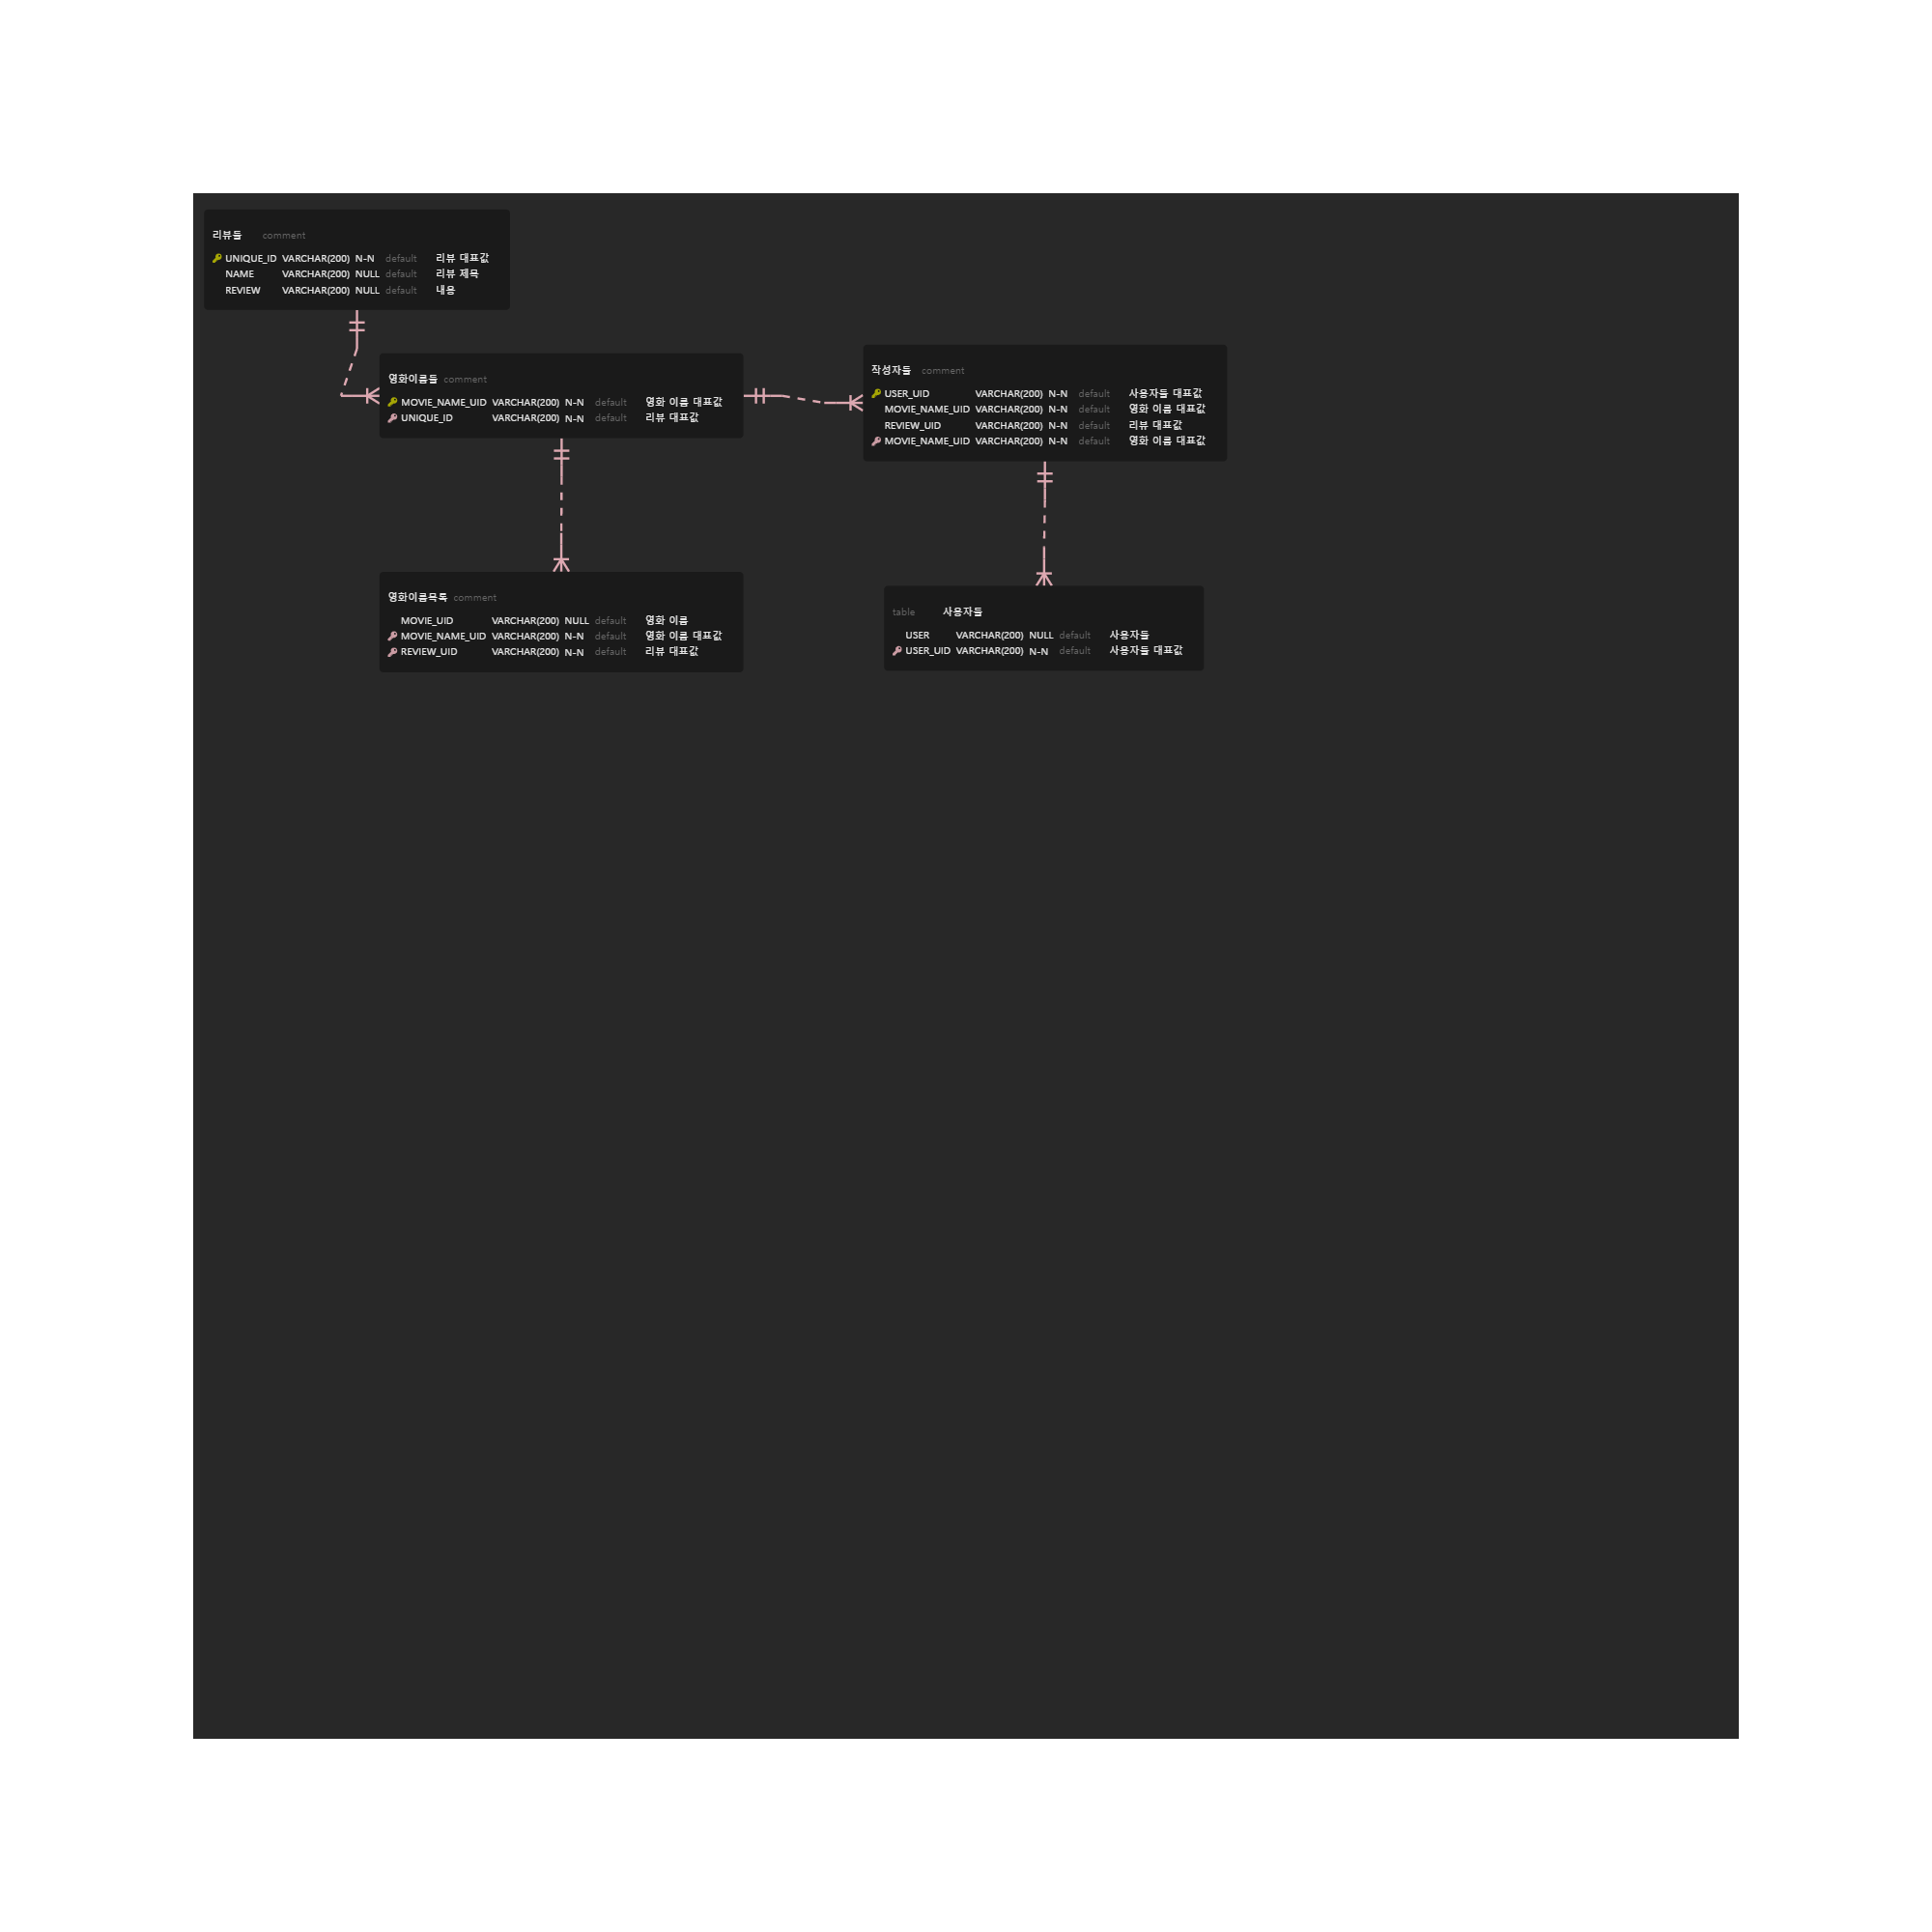 리뷰들 comment
UNIQUE_ID VARCHAR(200) N-N default 리뷰 대표값
NAME VARCHAR(200) NULL default 리뷰 제목
REVIEW VARCHAR(200) NULL default 내용
영화이름들 comment
MOVIE_NAME_UID VARCHAR(200) N-N default 영화 이름 대표값
UNIQUE_ID VARCHAR(200) N-N default 리뷰 대표값
작성자들 comment
USER_UID VARCHAR(200) N-N default 사용자들 대표값
MOVIE_NAME_UID VARCHAR(200) N-N default 영화 이름 대표값
REVIEW_UID VARCHAR(200) N-N default 리뷰 대표값
MOVIE_NAME_UID VARCHAR(200) N-N default 영화 이름 대표값
영화이름목록 comment
MOVIE_UID VARCHAR(200) NULL default 영화 이름
MOVIE_NAME_UID VARCHAR(200) N-N default 영화 이름 대표값
REVIEW_UID VARCHAR(200) N-N default 리뷰 대표값
table 사용자들
USER VARCHAR(200) NULL default 사용자들
USER_UID VARCHAR(200) N-N default 사용자들 대표값